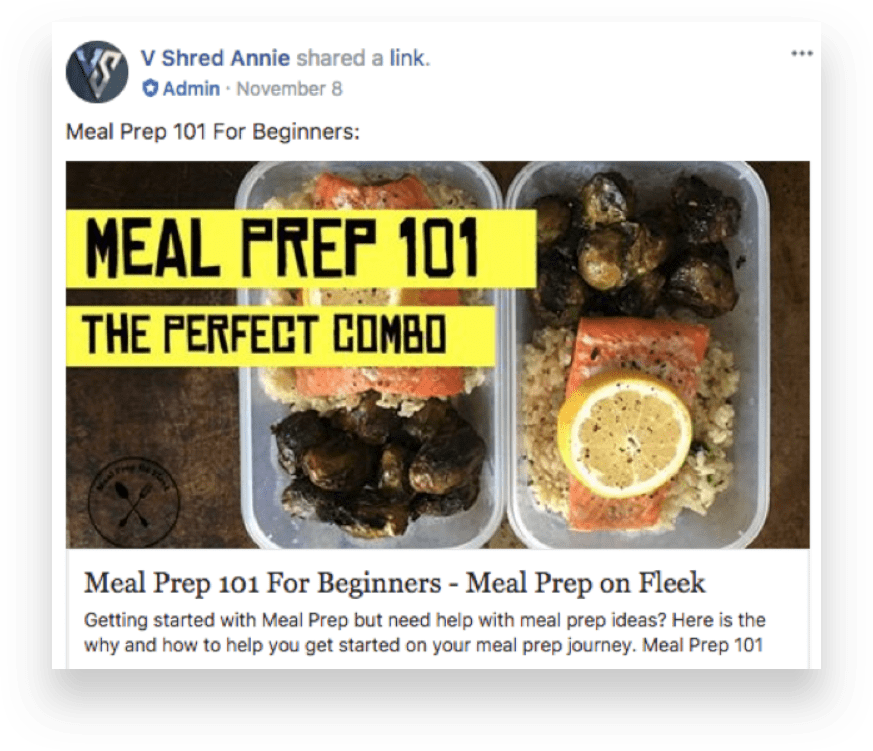 V Shred Annie shared a link.
Admin · November 8
Meal Prep 101 For Beginners:
MEAL PREP 101
THE PERFECT COMBO
Meal Prep On Fleek
Meal Prep 101 For Beginners - Meal Prep on Fleek
Getting started with Meal Prep but need help with meal prep ideas? Here is the
why and how to help you get started on your meal prep journey. Meal Prep 101